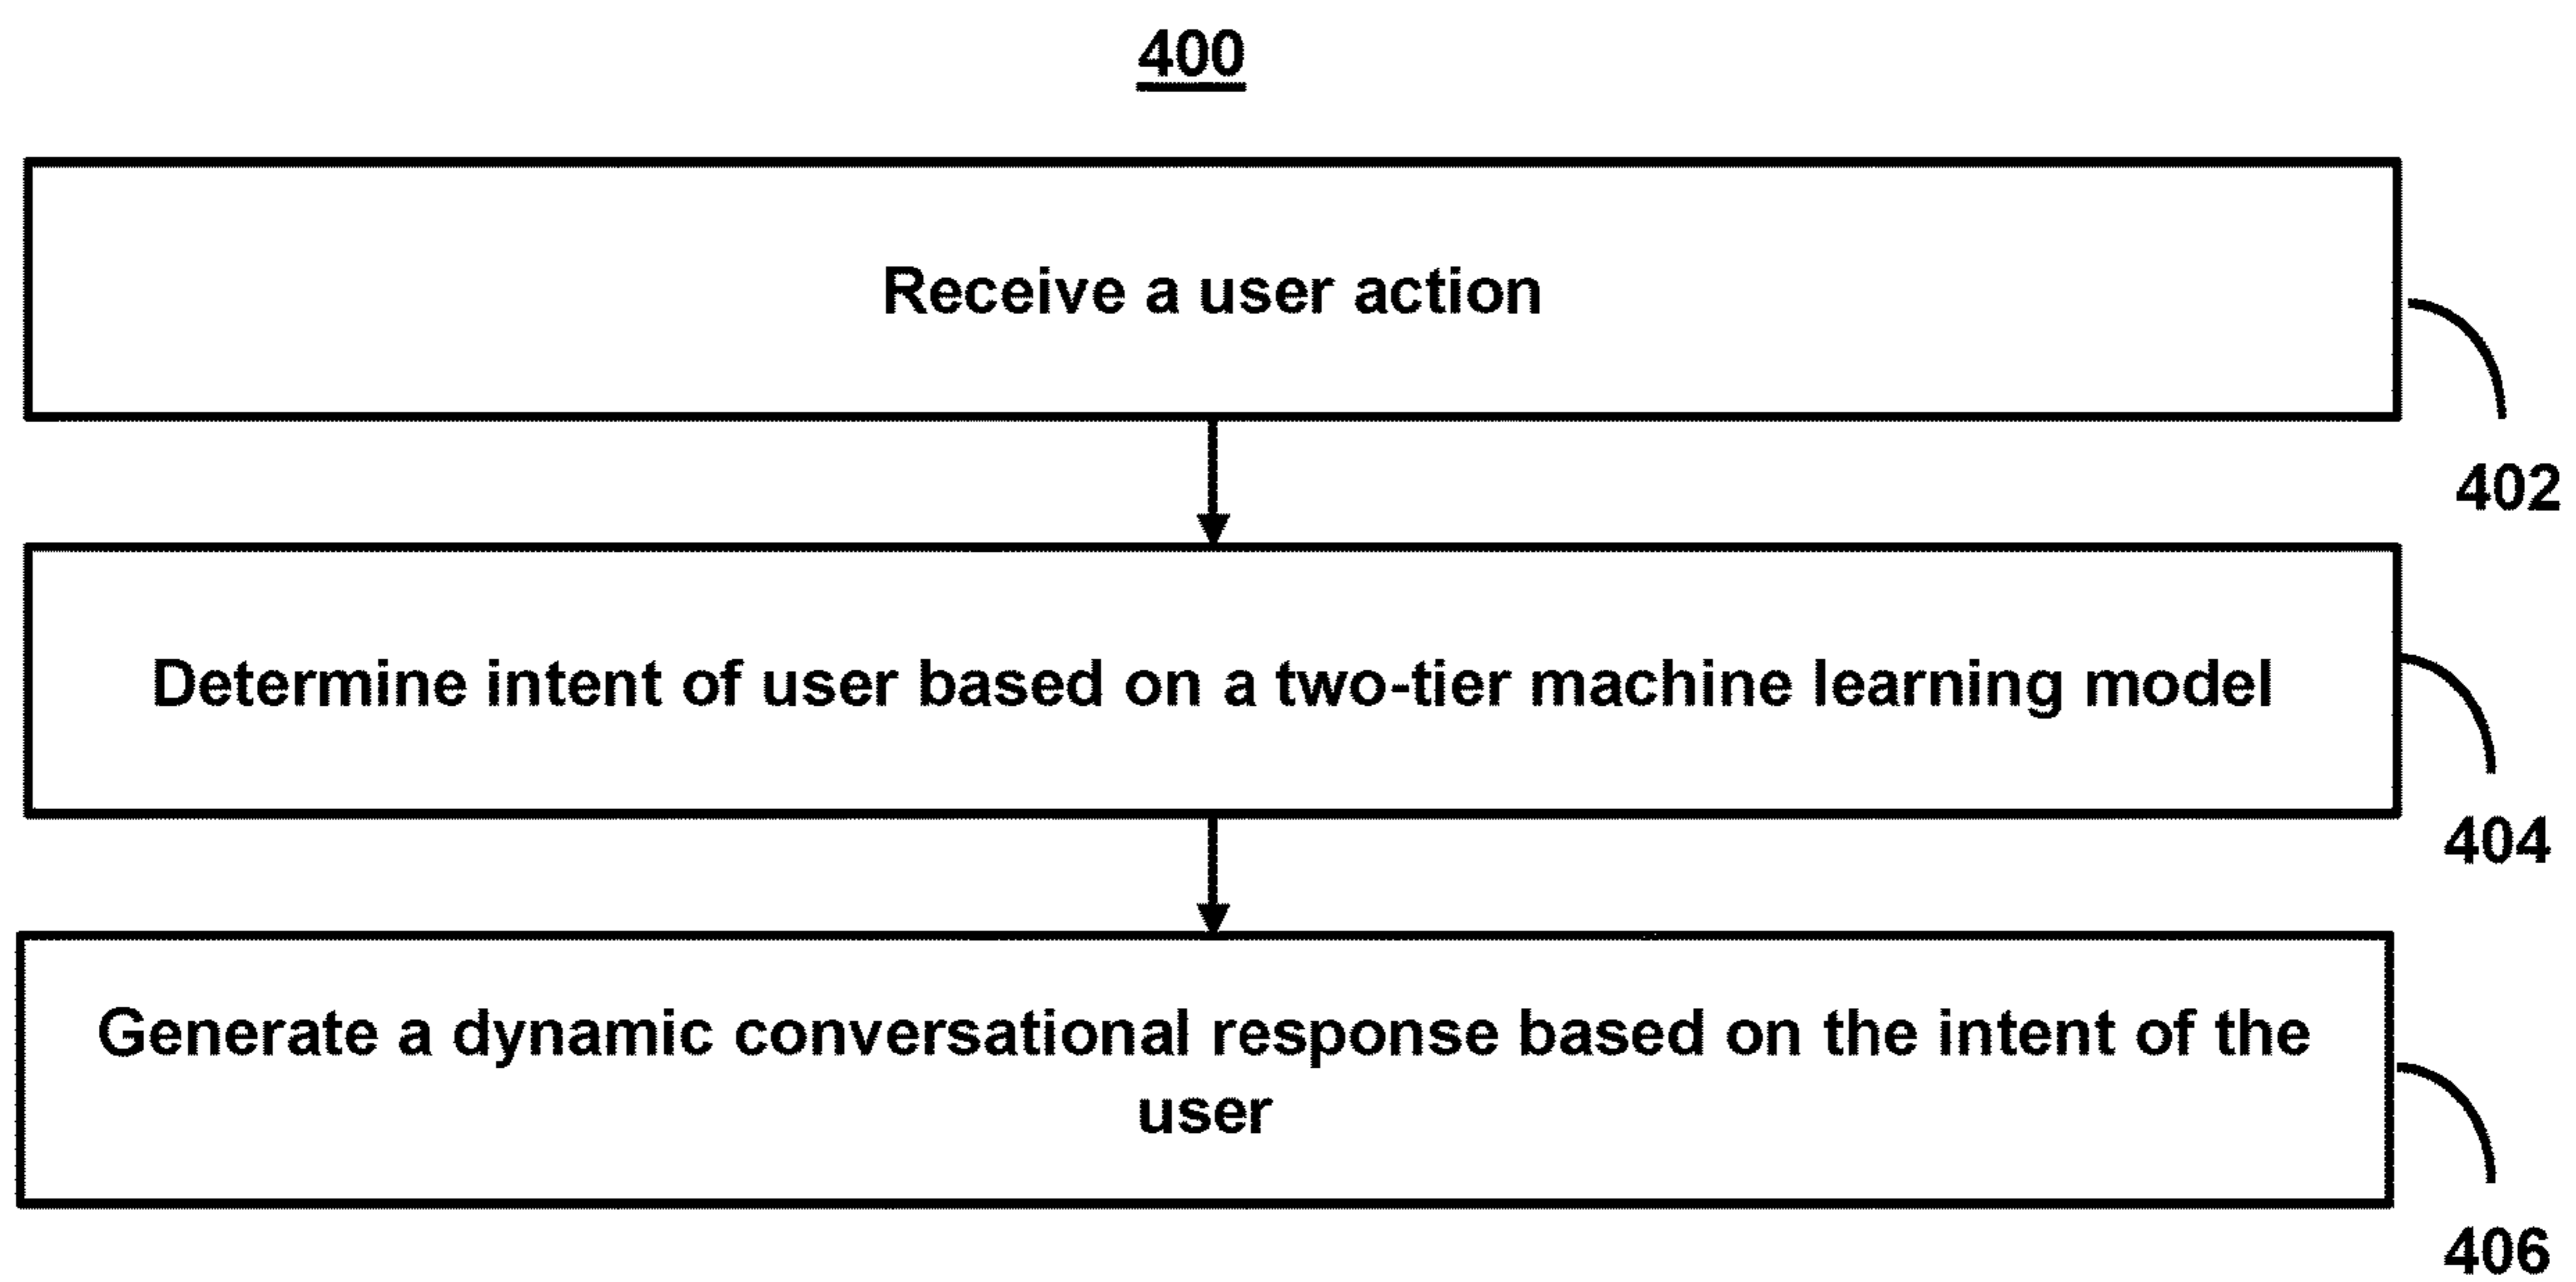 400
Receive a user action
402
Determine intent of user based on a two-tier machine learning model
404
Generate a dynamic conversational response based on the intent of the
user
406